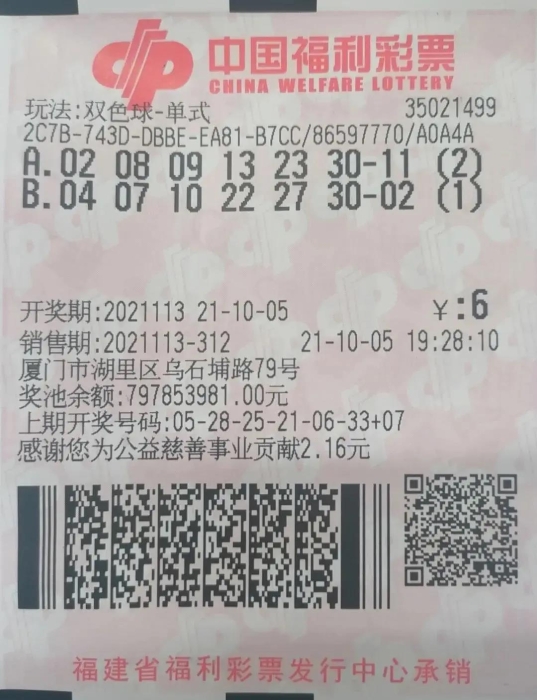 中国福利彩票
CHINA WELFARE LOTTERY
玩法:双色球-单式 35021499
2C7B-743D-DBBE-EA81-B7CC/86597770/A0A4A
A.02 08 09 13 23 30-11 (2)
B.04 07 10 22 27 30-02 (1)
开奖期:2021113 21-10-05 ¥:6
销售期:2021113-312 21-10-05 19:28:10
厦门市湖里区乌石埔路79号
奖池余额:797853981.00元
上期开奖号码:05-28-25-21-06-33+07
感谢您为公益慈善事业贡献2.16元
福建省福利彩票发行中心承销